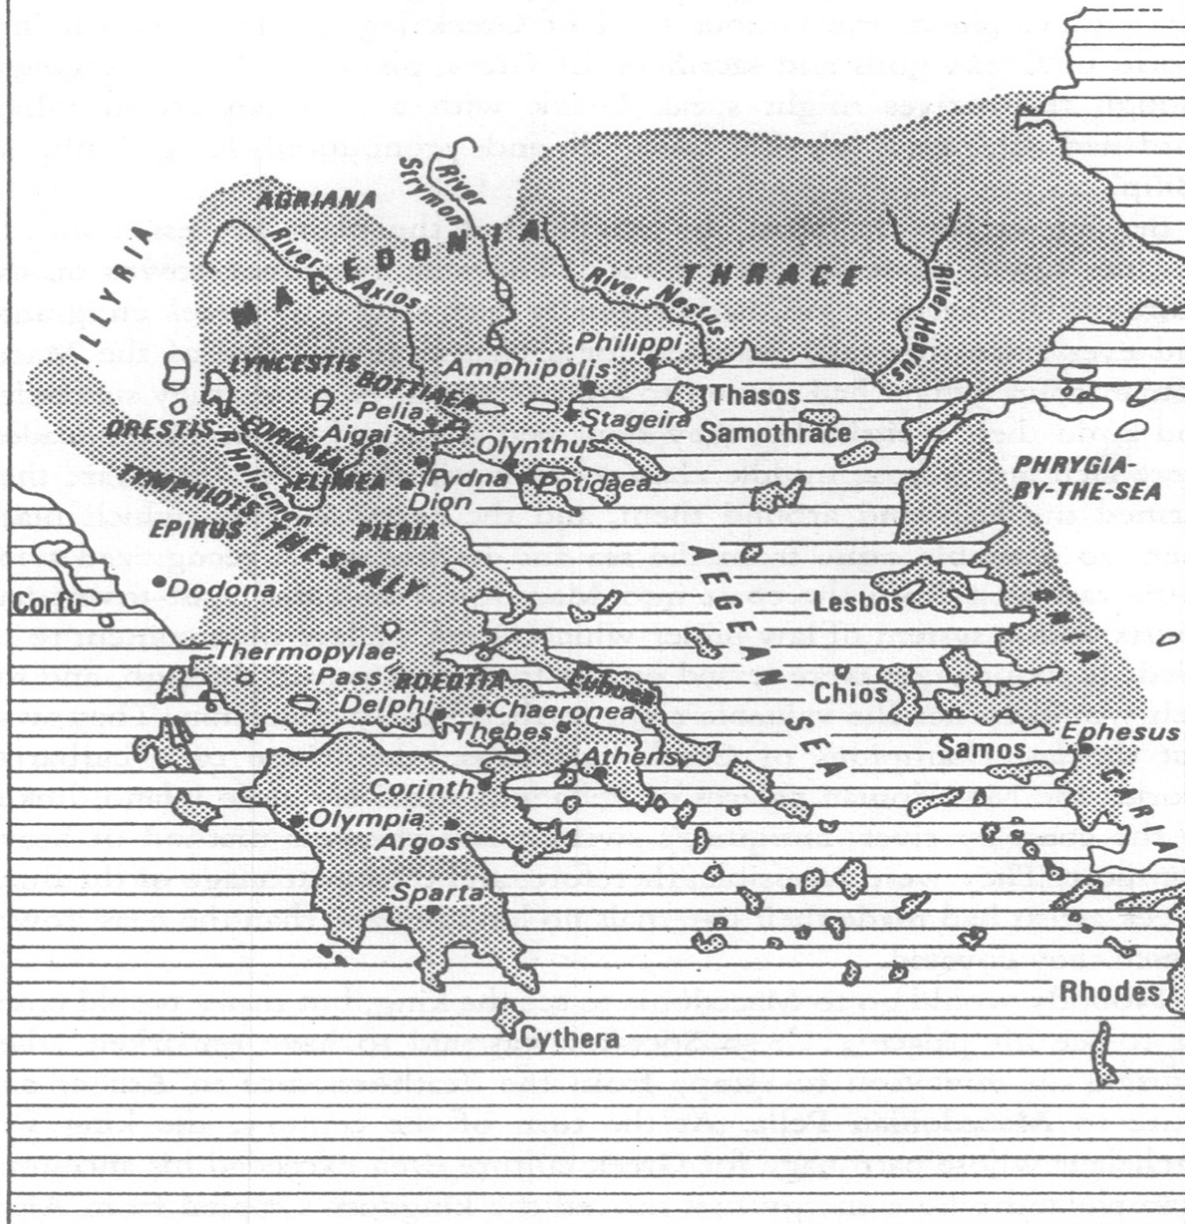 AGRIANA
River
Strymon
ILLYRIA
MACEDONIA
River
Axios
THRACE
River Nestus
River Hebrus
Philippi
LYNCESTIS
BOTTIAEA
Amphipolis
Thasos
Pella
Stageira
ORESTIS
EORDAIA
Aigai
Olynthus
Samothrace
R Haliacmon
ELIMEA
Pydna
Potidaea
Dion
PHRYGIA-
BY-THE-SEA
TYMPHIOTIS
EPIRUS
PIERIA
THESSALY
Dodona
Corfu
AEGEAN SEA
Lesbos
IONIA
Thermopylae
Pass
BOEOTIA
Euboea
Chios
Delphi
Chaeronea
Thebes
Samos
Ephesus
Athens
CARIA
Corinth
Olympia
Argos
Sparta
Rhodes
Cythera